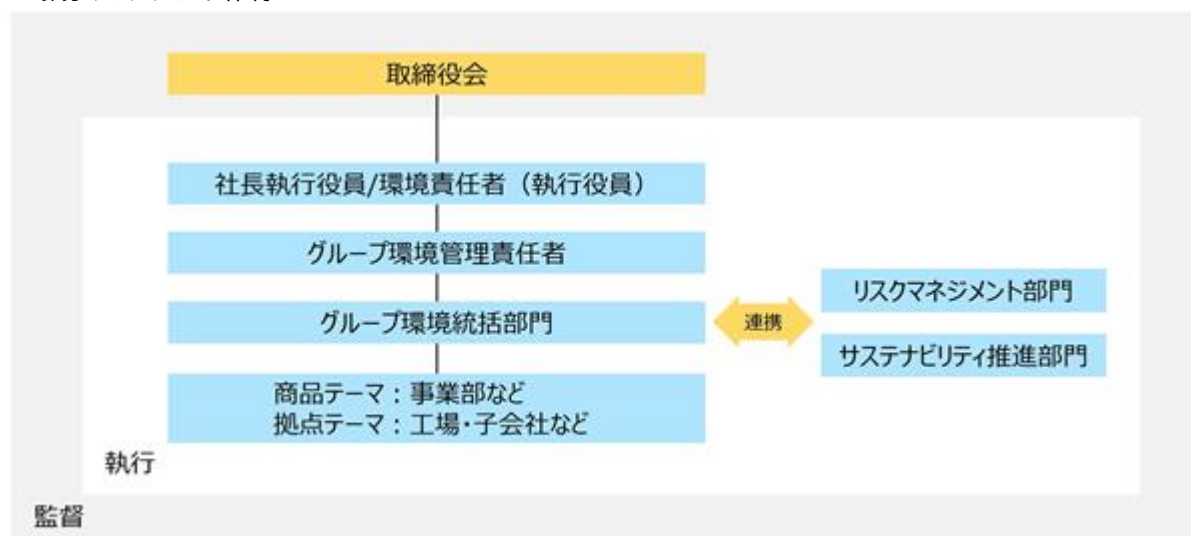 取締役会
社長執行役員/環境責任者（執行役員）
グループ環境管理責任者
グループ環境統括部門
連携
リスクマネジメント部門
サステナビリティ推進部門
商品テーマ：事業部など
拠点テーマ：工場・子会社など
執行
監督